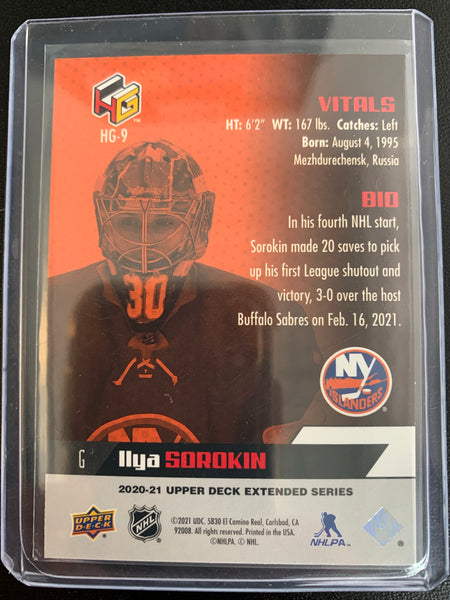 HG
HG-9
VITALS
HT: 6'2" WT: 167 lbs. Catches: Left
Born: August 4, 1995
Mezhdurechensk, Russia
BIO
In his fourth NHL start,
Sorokin made 20 saves to pick
up his first League shutout and
victory, 3-0 over the host
Buffalo Sabres on Feb. 16, 2021.
30
NY
ISLANDERS
G Ilya SOROKIN
2020-21 UPPER DECK EXTENDED SERIES
UPPER DECK
NHL
©2021 UDC. 5830 El Camino Real, Carlsbad, CA
92008. All rights reserved. Printed in the USA.
©NHLPA. © NHL.
NHLPA